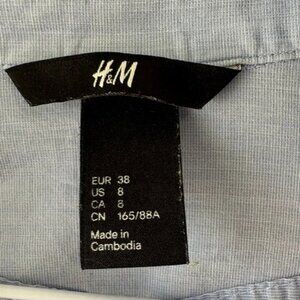 H&M
EUR 38
US 8
CA 8
CN 165/88A
Made in
Cambodia